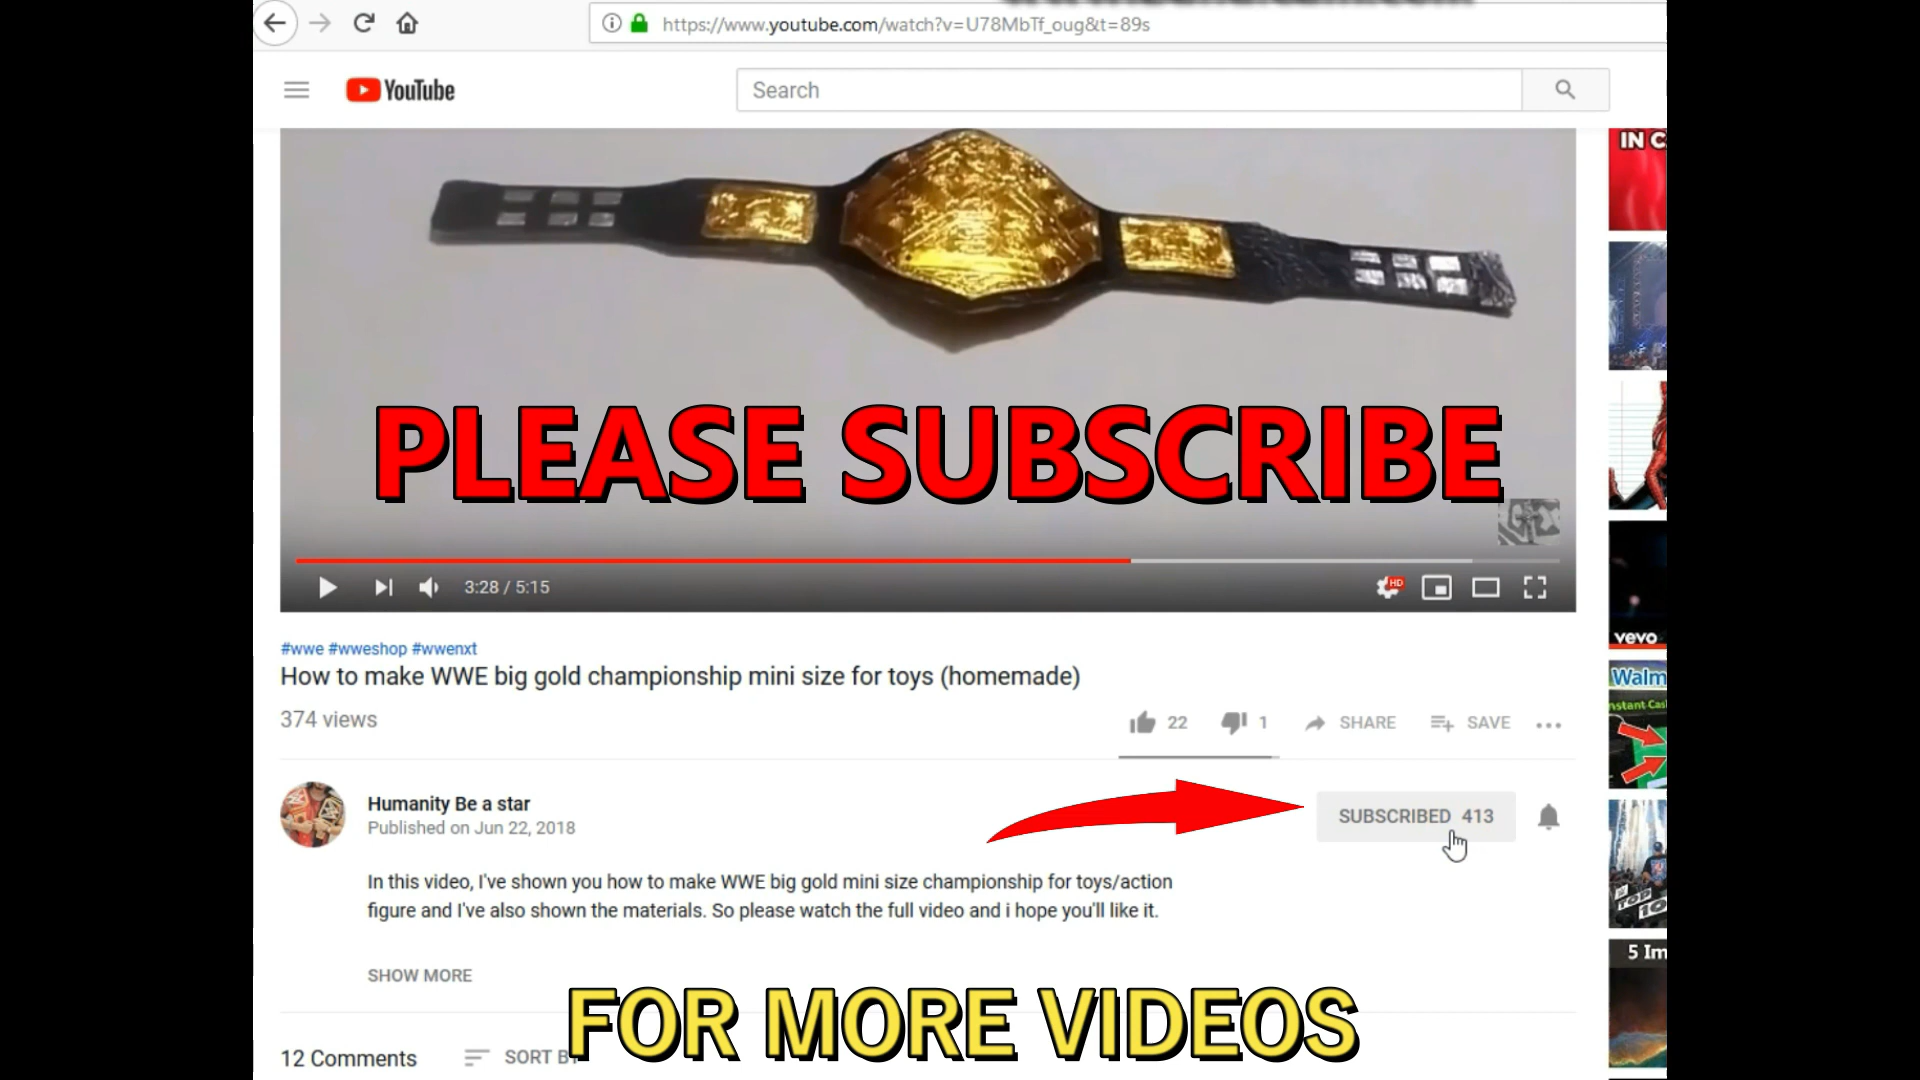 https://www.youtube.com/watch?v=U78MbTf_oug&t=89s
YouTube
Search
IN C
PLEASE SUBSCRIBE
3:28 / 5:15
HD
vevo
#wwe #wweshop #wwenxt
How to make WWE big gold championship mini size for toys (homemade)
Walm
nstant Cas
374 views
22
1
SHARE
SAVE
Humanity Be a star
Published on Jun 22, 2018
SUBSCRIBED 413
In this video, I've shown you how to make WWE big gold mini size championship for toys/action
figure and I've also shown the materials. So please watch the full video and i hope you'll like it.
TOP
10
5 Im
SHOW MORE
FOR MORE VIDEOS
12 Comments
SORT B